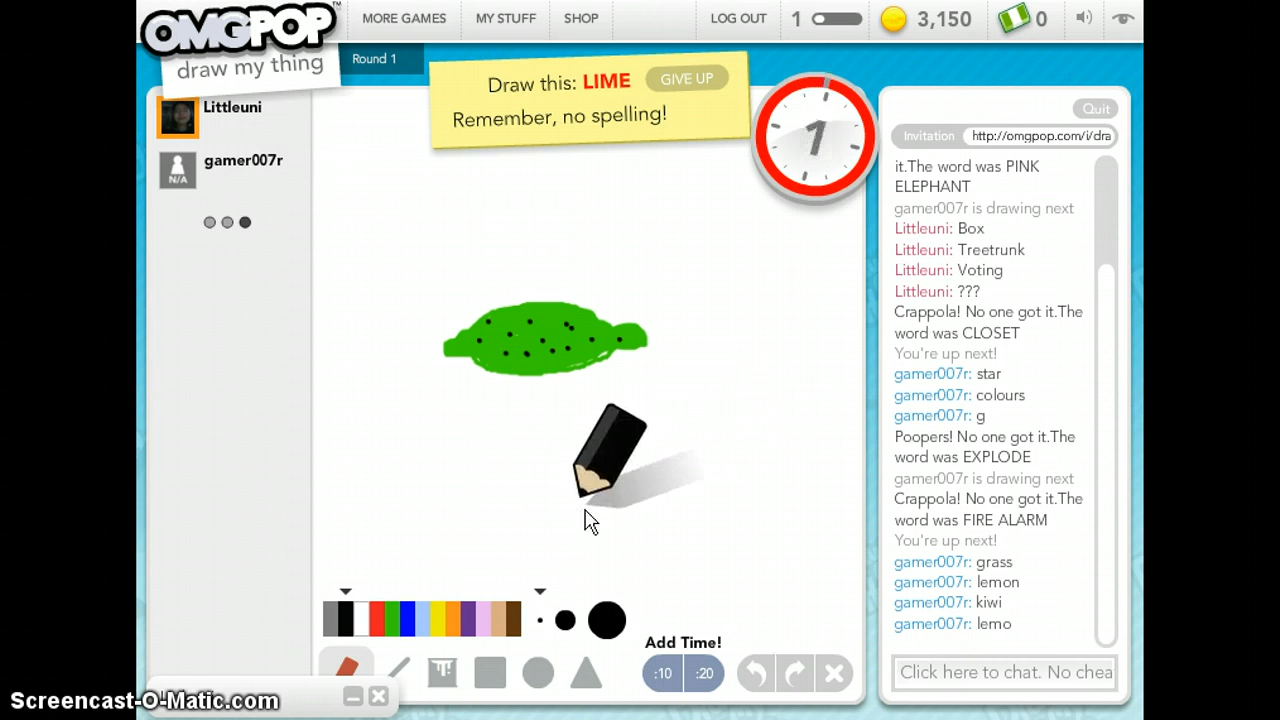 OMGPOP™
draw my thing
MORE GAMES
MY STUFF
SHOP
LOG OUT
1
3,150
0
Round 1
Draw this: LIME
GIVE UP
Remember, no spelling!
1
Littleuni
gamer007r
N/A
Quit
Invitation
http://omgpop.com/i/dra
it.The word was PINK
ELEPHANT
gamer007r is drawing next
Littleuni: Box
Littleuni: Treetrunk
Littleuni: Voting
Littleuni: ???
Crappola! No one got it.The
word was CLOSET
You're up next!
gamer007r: star
gamer007r: colours
gamer007r: g
Poopers! No one got it.The
word was EXPLODE
gamer007r is drawing next
Crappola! No one got it.The
word was FIRE ALARM
You're up next!
gamer007r: grass
gamer007r: lemon
gamer007r: kiwi
gamer007r: lemo
Click here to chat. No chea
Add Time!
:10
:20
Screencast-O-Matic.com